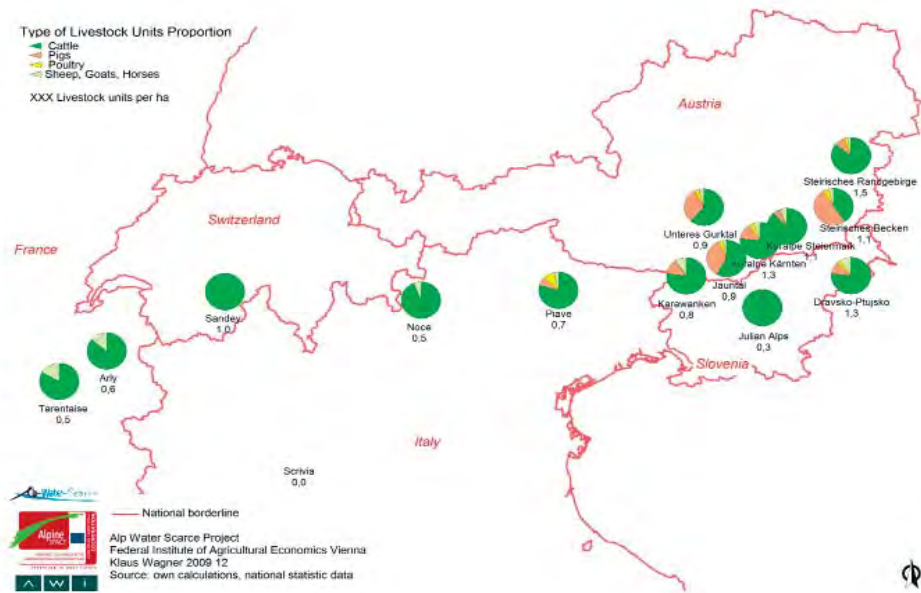 Type of Livestock Units Proportion
Cattle
Pigs
Poultry
Sheep, Goats, Horses
XXX Livestock units per ha
Austria
Steirisches Randgebirge
1,5
Switzerland
Unteres Gurktal
0,9
Steirisches Becken
1,1
France
Koralpe Steiermark
1,1
Koralpe Kärnten
1,3
Jauntal
0,9
Karawanken
0,8
Dravsko-Ptujsko
1,3
Sandey
1,0
Noce
0,5
Piave
0,7
Julian Alps
0,3
Slovenia
Arly
0,6
Tarentaise
0,5
Italy
Scrivia
0,0
National borderline
Alpine
Alp Water Scarce Project
Federal Institute of Agricultural Economics Vienna
Klaus Wagner 2009 12
Source: own calculations, national statistic data
AWI